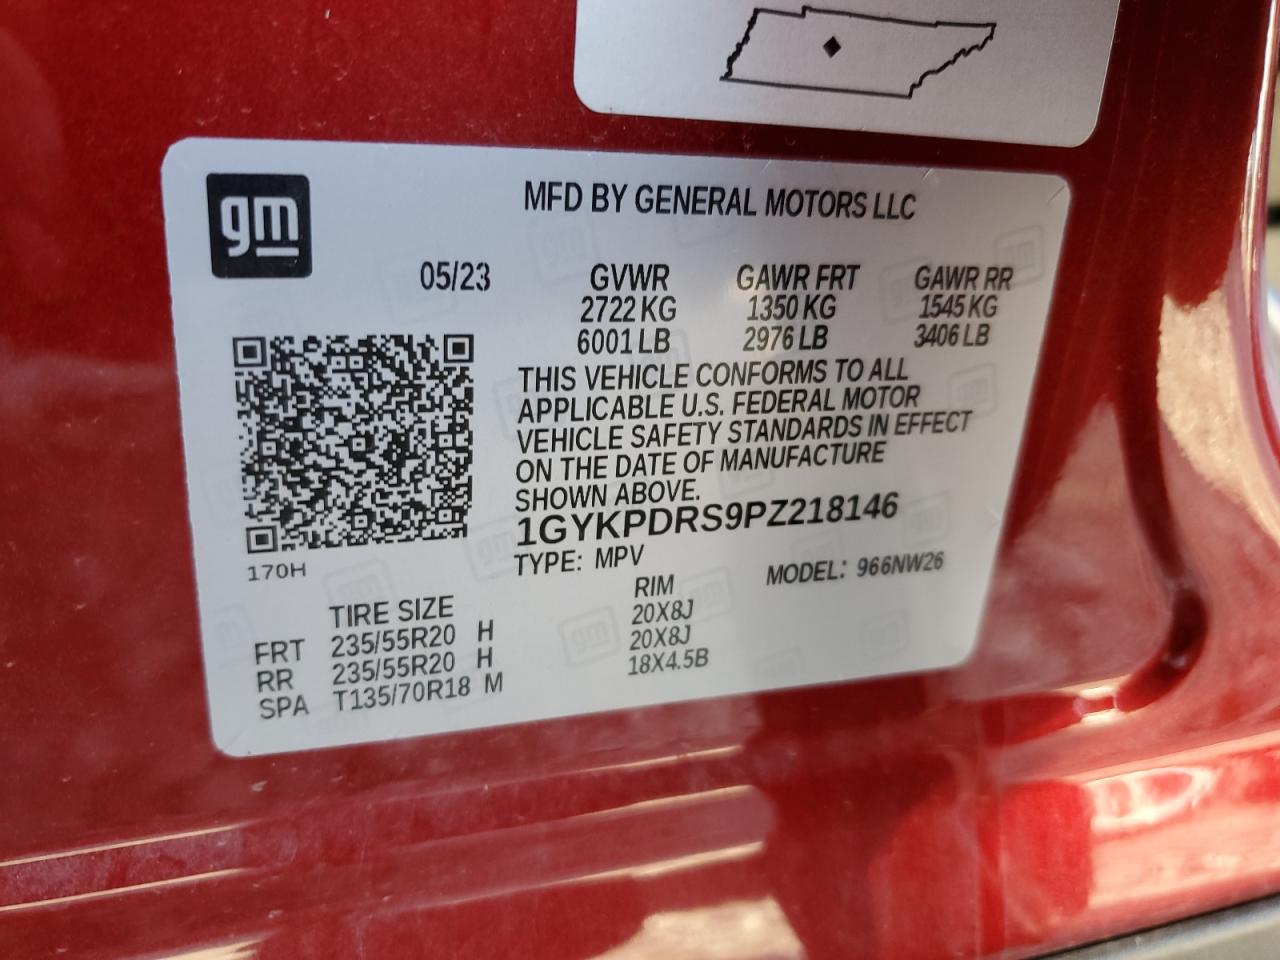 gm
MFD BY GENERAL MOTORS LLC
05/23 GVWR GAWR FRT GAWR RR
2722 KG 1350 KG 1545 KG
6001 LB 2976 LB 3406 LB
THIS VEHICLE CONFORMS TO ALL
APPLICABLE U.S. FEDERAL MOTOR
VEHICLE SAFETY STANDARDS IN EFFECT
ON THE DATE OF MANUFACTURE
SHOWN ABOVE.
1GYKPDRS9PZ218146
TYPE: MPV MODEL: 966NW26
170H
TIRE SIZE RIM
FRT 235/55R20 H 20X8J
RR 235/55R20 H 20X8J
SPA T135/70R18 M 18X4.5B